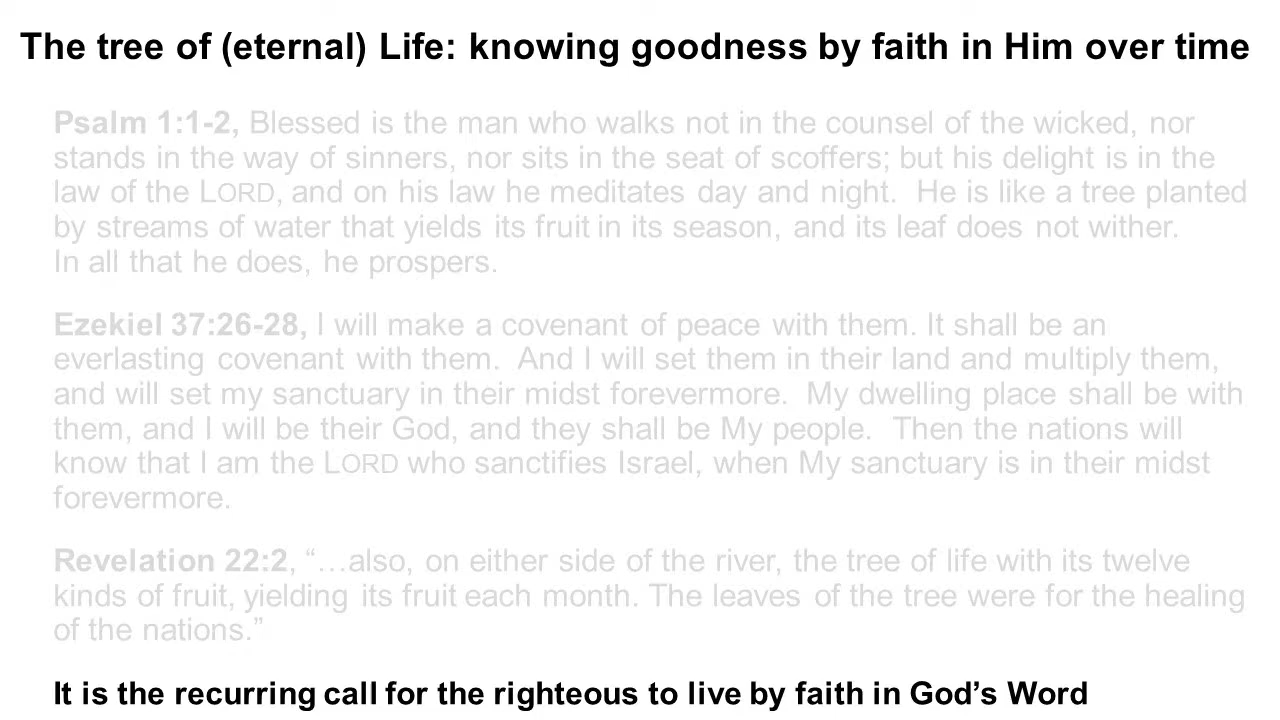 The tree of (eternal) Life: knowing goodness by faith in Him over time
Psalm 1:1-2, Blessed is the man who walks not in the counsel of the wicked, nor
stands in the way of sinners, nor sits in the seat of scoffers; but his delight is in the
law of the LORD, and on his law he meditates day and night.  He is like a tree planted
by streams of water that yields its fruit in its season, and its leaf does not wither.
In all that he does, he prospers.
Ezekiel 37:26-28, I will make a covenant of peace with them. It shall be an
everlasting covenant with them.  And I will set them in their land and multiply them,
and will set my sanctuary in their midst forevermore.  My dwelling place shall be with
them, and I will be their God, and they shall be My people.  Then the nations will
know that I am the LORD who sanctifies Israel, when My sanctuary is in their midst
forevermore.
Revelation 22:2, “…also, on either side of the river, the tree of life with its twelve
kinds of fruit, yielding its fruit each month. The leaves of the tree were for the healing
of the nations.”
It is the recurring call for the righteous to live by faith in God’s Word